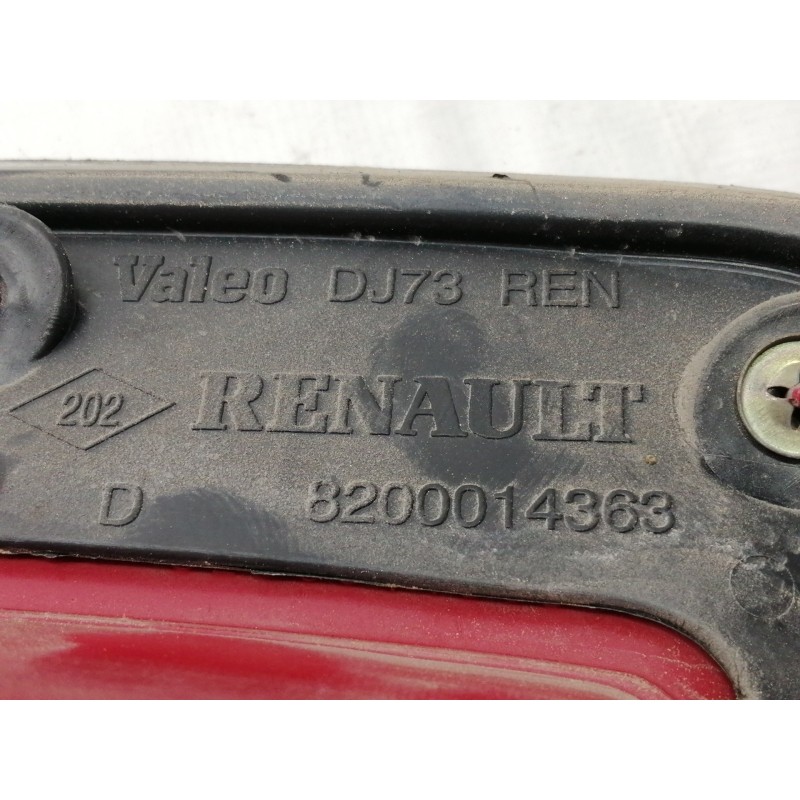 Valeo DJ73 REN
202 RENAULT
D 8200014363